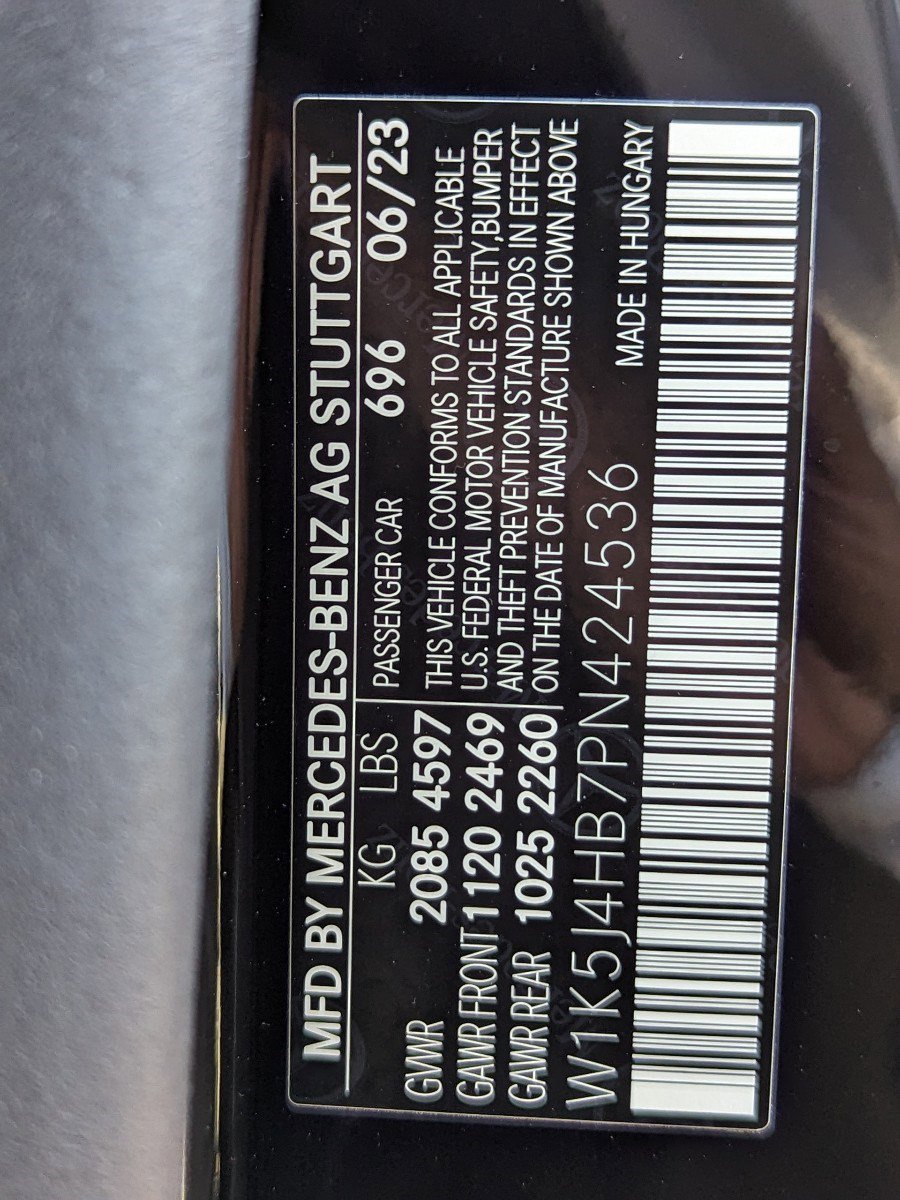 MFD BY MERCEDES-BENZ AG STUTTGART
KG LBS PASSENGER CAR 696 06/23
GVWR 2085 4597
GAWR FRONT 1120 2469
GAWR REAR 1025 2260
THIS VEHICLE CONFORMS TO ALL APPLICABLE
U.S. FEDERAL MOTOR VEHICLE SAFETY,BUMPER
AND THEFT PREVENTION STANDARDS IN EFFECT
ON THE DATE OF MANUFACTURE SHOWN ABOVE
W1K5J4HB7PN424536 MADE IN HUNGARY